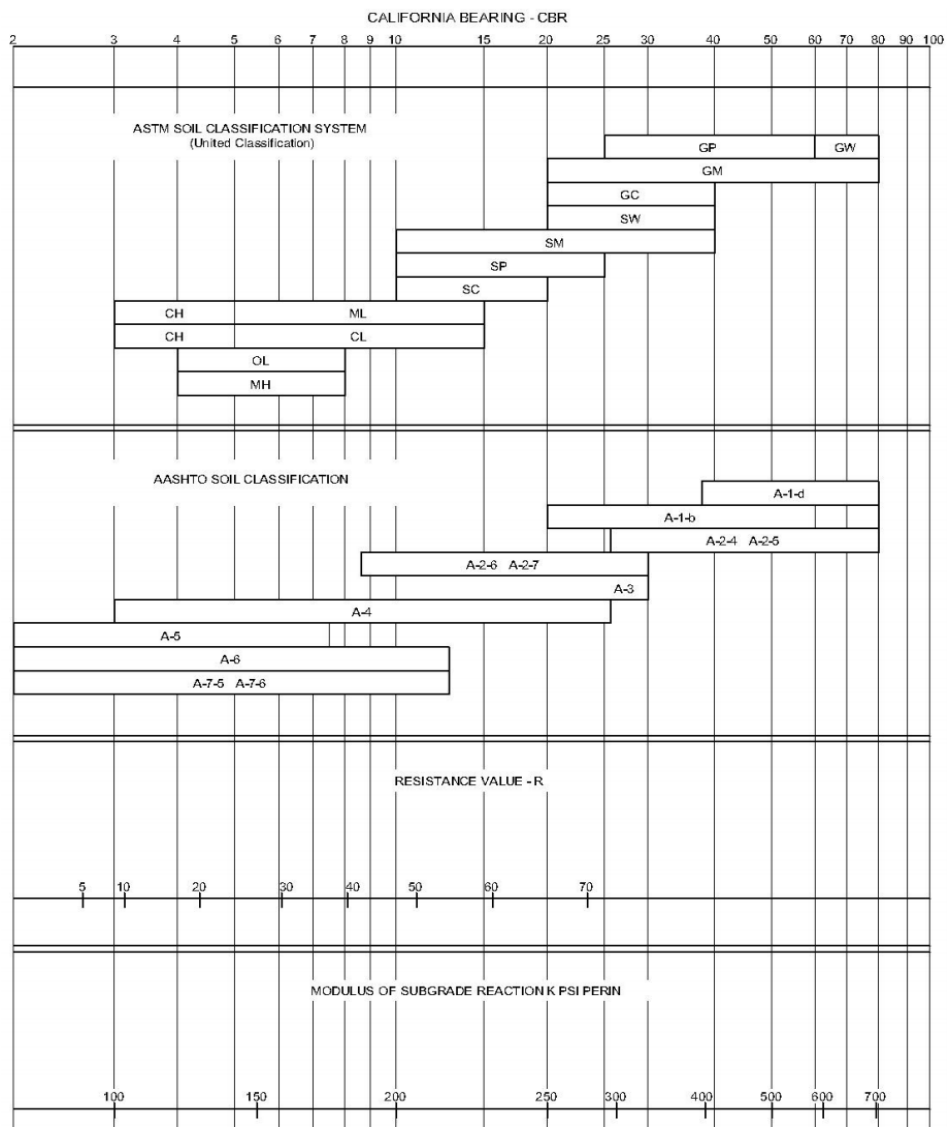 CALIFORNIA BEARING - CBR
2 3 4 5 6 7 8 9 10 15 20 25 30 40 50 60 70 80 90 100
ASTM SOIL CLASSIFICATION SYSTEM
(United Classification)
GP GW
GM
GC
SW
SM
SP
SC
CH ML
CH CL
OL
MH
AASHTO SOIL CLASSIFICATION
A-1-d
A-1-b
A-2-4 A-2-5
A-2-6 A-2-7
A-3
A-4
A-5
A-6
A-7-5 A-7-6
RESISTANCE VALUE - R
5 10 20 30 40 50 60 70
MODULUS OF SUBGRADE REACTION K PSI PERIN
100 150 200 250 300 400 500 600 700